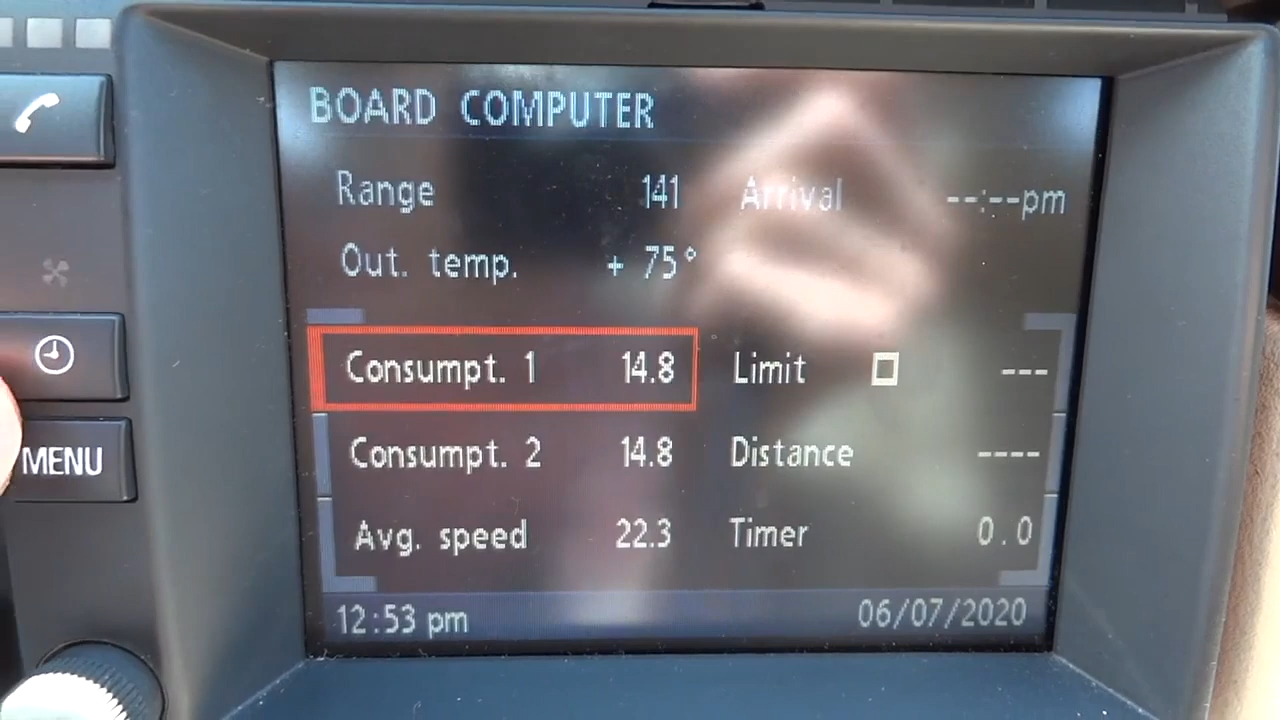 BOARD COMPUTER
Range 141 Arrival --:--pm
Out. temp. + 75°
Consumpt. 1 14.8 Limit ---
Consumpt. 2 14.8 Distance ----
Avg. speed 22.3 Timer 0.0
12:53 pm 06/07/2020
MENU